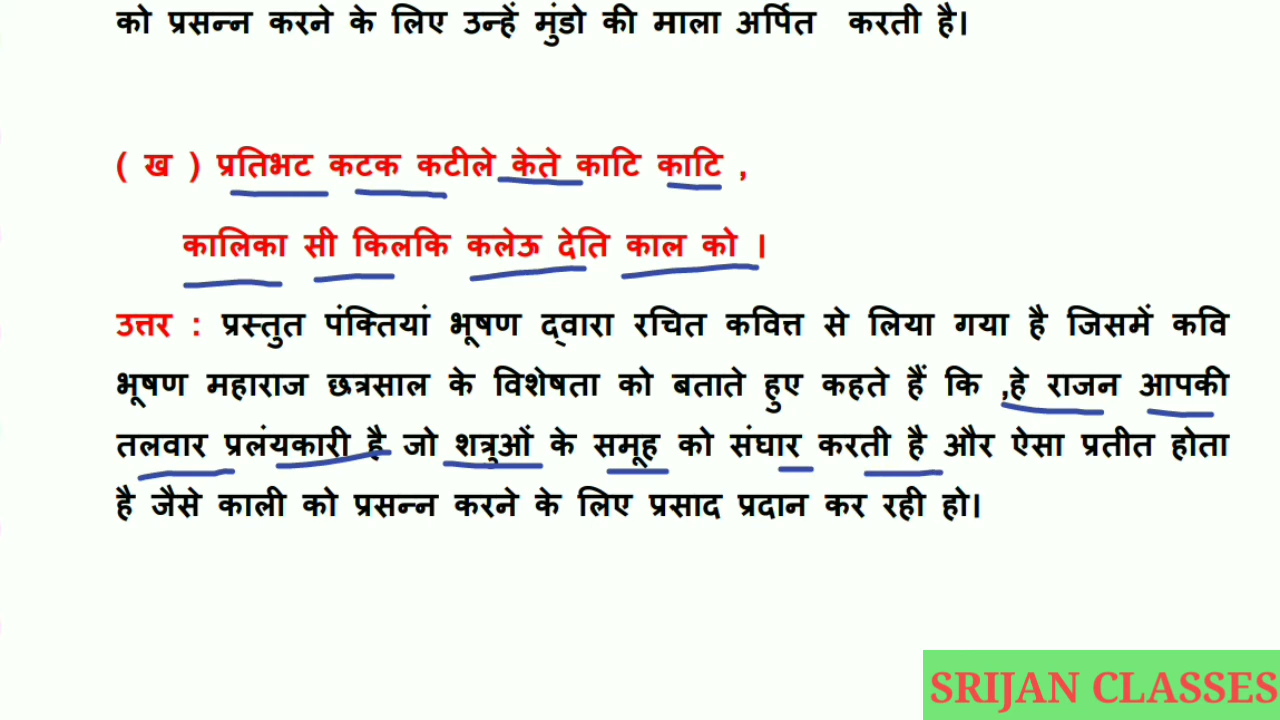 को प्रसन्न करने के लिए उन्हें मुंडो की माला अर्पित करती है।
( ख ) प्रतिभट कटक कटीले केते काटि काटि ,
कालिका सी किलकि कलेऊ देति काल को ।
उत्तर : प्रस्तुत पंक्तियां भूषण द्वारा रचित कवित्त से लिया गया है जिसमें कवि
भूषण महाराज छत्रसाल के विशेषता को बताते हुए कहते हैं कि ,हे राजन आपकी
तलवार प्रलंयकारी है जो शत्रुओं के समूह को संघार करती है और ऐसा प्रतीत होता
है जैसे काली को प्रसन्न करने के लिए प्रसाद प्रदान कर रही हो।
SRIJAN CLASSES